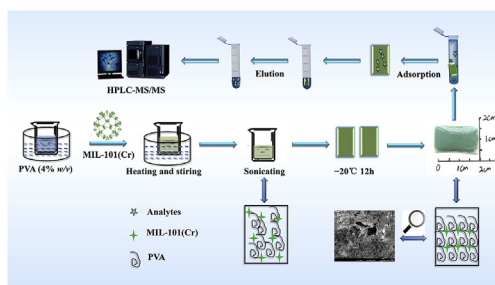 HPLC-MS/MS
Elution
Adsorption
2cm
1cm
0 1cm 2cm
PVA (4% w/v)
MIL-101(Cr)
Heating and stiring
Sonicating
−20℃ 12h
Analytes
MIL-101(Cr)
PVA